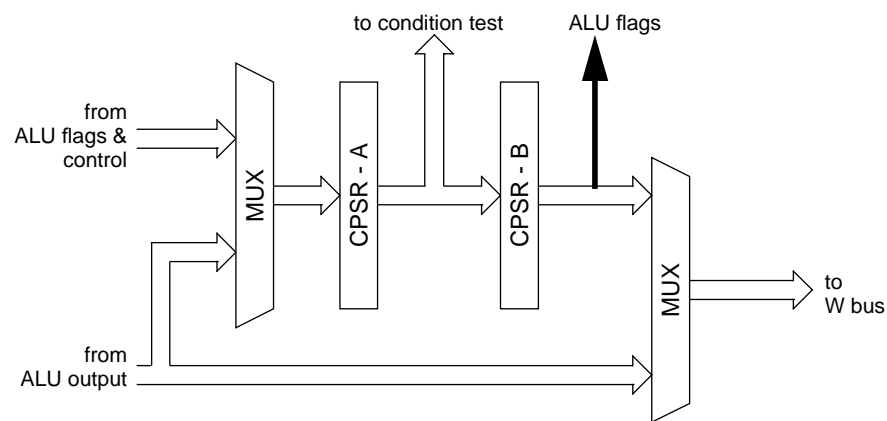 to condition test
ALU flags
from
ALU flags &
control
MUX
CPSR - A
CPSR - B
MUX
to
W bus
from
ALU output